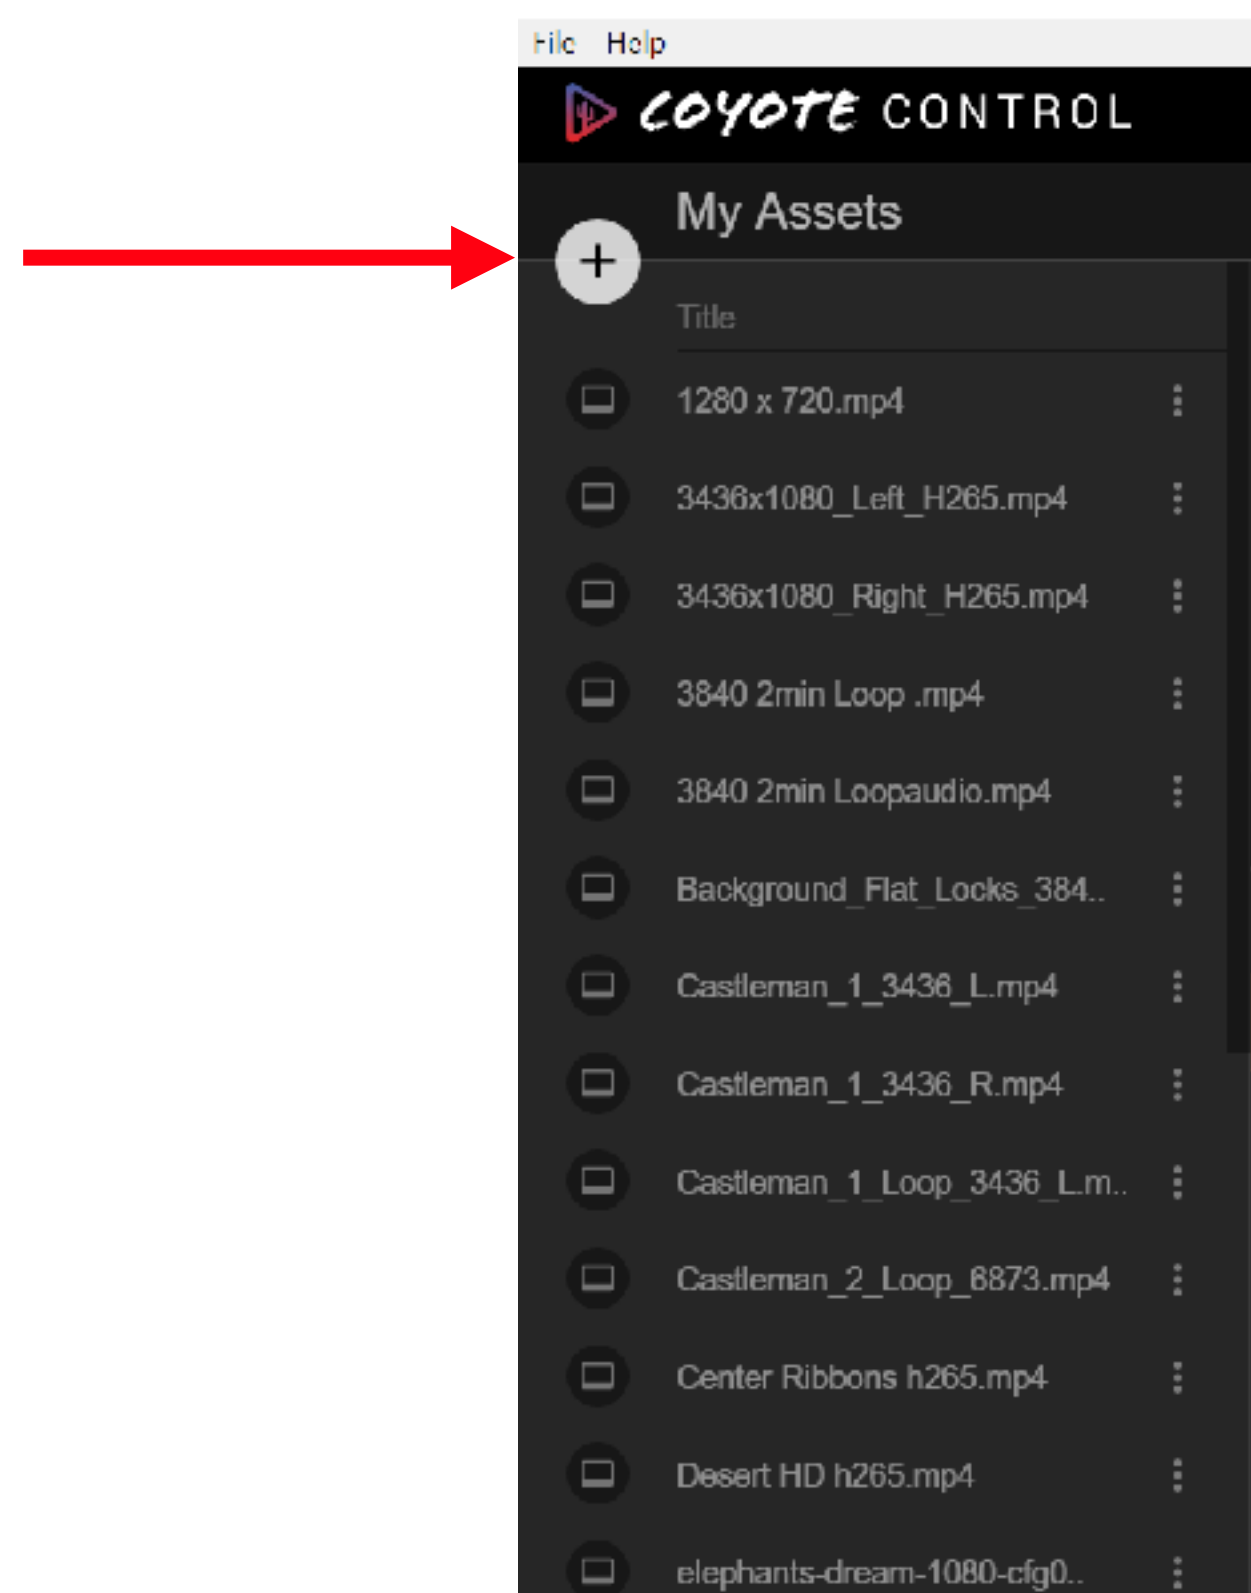 File Help
COYOTE CONTROL
My Assets
Title
1280 x 720.mp4
3436x1080_Left_H265.mp4
3436x1080_Right_H265.mp4
3840 2min Loop .mp4
3840 2min Loopaudio.mp4
Background_Flat_Locks_384..
Castleman_1_3436_L.mp4
Castleman_1_3436_R.mp4
Castleman_1_Loop_3436_L.m..
Castleman_2_Loop_6873.mp4
Center Ribbons h265.mp4
Desert HD h265.mp4
elephants-dream-1080-cfg0..